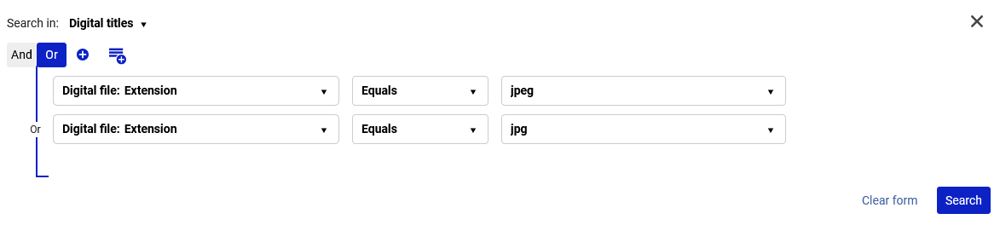 Search in: Digital titles
And Or
Digital file: Extension Equals jpeg
Or Digital file: Extension Equals jpg
Clear form Search